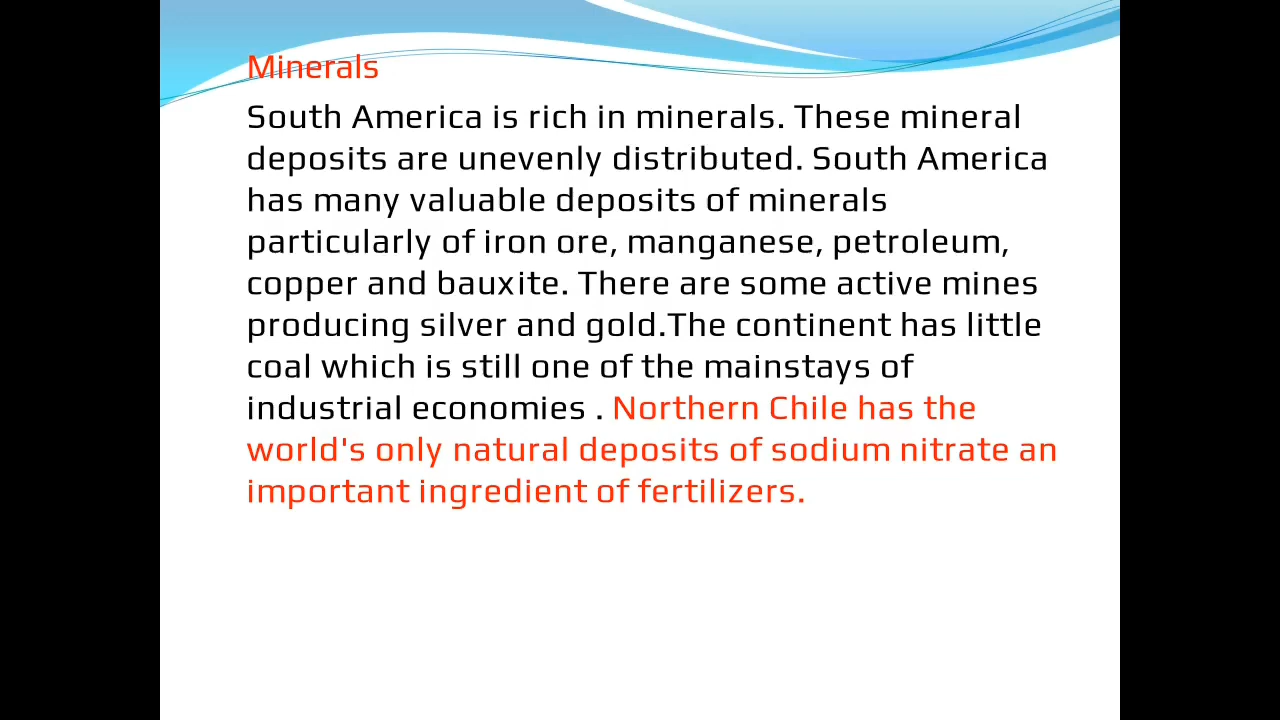 Minerals
South America is rich in minerals. These mineral
deposits are unevenly distributed. South America
has many valuable deposits of minerals
particularly of iron ore, manganese, petroleum,
copper and bauxite. There are some active mines
producing silver and gold.The continent has little
coal which is still one of the mainstays of
industrial economies . Northern Chile has the
world's only natural deposits of sodium nitrate an
important ingredient of fertilizers.